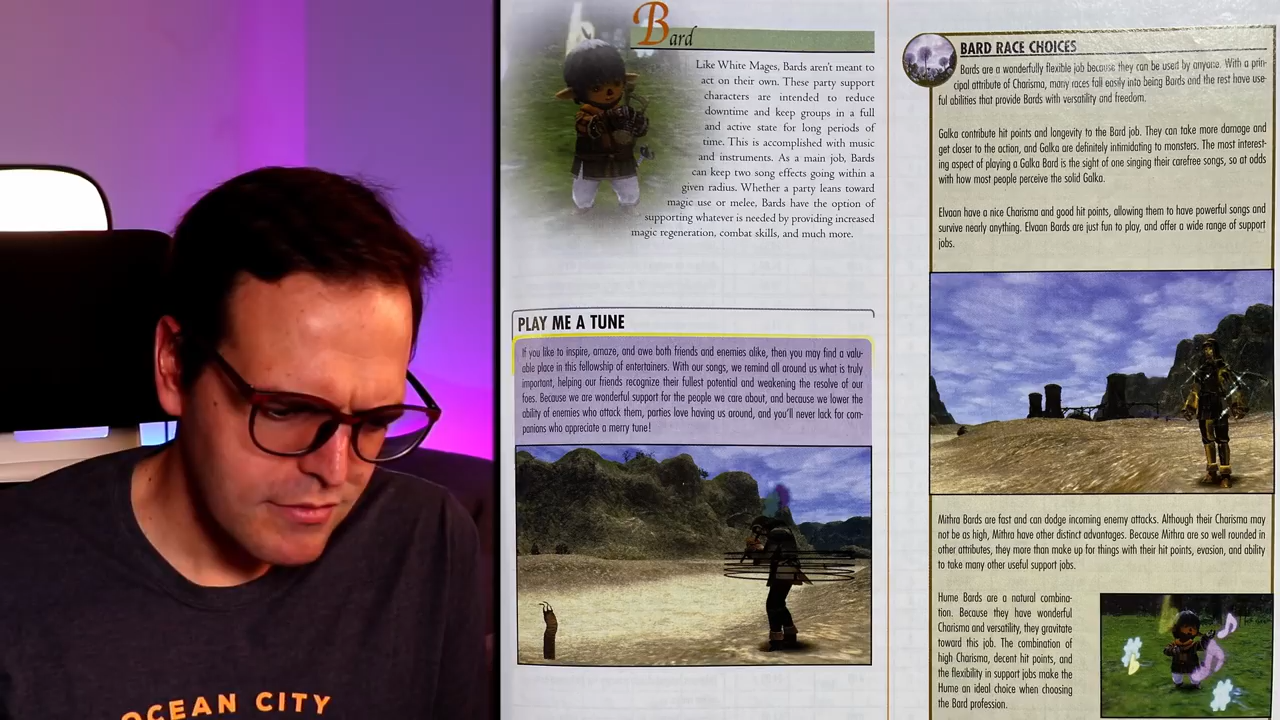 Bard
Like White Mages, Bards aren't meant to
act on their own. These party support
characters are intended to reduce
downtime and keep groups in a full
and active state for long periods of
time. This is accomplished with music
and instruments. As a main job, Bards
can keep two song effects going within a
given radius. Whether a party leans toward
magic use or melee, Bards have the option of
supporting whatever is needed by providing increased
magic regeneration, combat skills, and much more.
PLAY ME A TUNE
If you like to inspire, amaze, and awe both friends and enemies alike, then you may find a valu-
able place in this fellowship of entertainers. With our songs, we remind all around us what is truly
important, helping our friends recognize their fullest potential and weakening the resolve of our
foes. Because we are wonderful support for the people we care about, and because we lower the
ability of enemies who attack them, parties love having us around, and you'll never lack for com-
panions who appreciate a merry tune!
BARD RACE CHOICES
Bards are a wonderfully flexible job because they can be used by anyone. With a prin-
cipal attribute of Charisma, many races fall easily into being Bards and the rest have use-
ful abilities that provide Bards with versatility and freedom.
Galka contribute hit points and longevity to the Bard job. They can take more damage and
get closer to the action, and Galka are definitely intimidating to monsters. The most interest-
ing aspect of playing a Galka Bard is the sight of one singing their carefree songs, so at odds
with how most people perceive the solid Galka.
Elvaan have a nice Charisma and good hit points, allowing them to have powerful songs and
survive nearly anything. Elvaan Bards are just fun to play, and offer a wide range of support
jobs.
Mithra Bards are fast and can dodge incoming enemy attacks. Although their Charisma may
not be as high, Mithra have other distinct advantages. Because Mithra are so well rounded in
other attributes, they more than make up for things with their hit points, evasion, and ability
to take many other useful support jobs.
Hume Bards are a natural combina-
tion. Because they have wonderful
Charisma and versatility, they gravitate
toward this job. The combination of
high Charisma, decent hit points, and
the flexibility in support jobs make the
Hume an ideal choice when choosing
the Bard profession.
OCEAN CITY